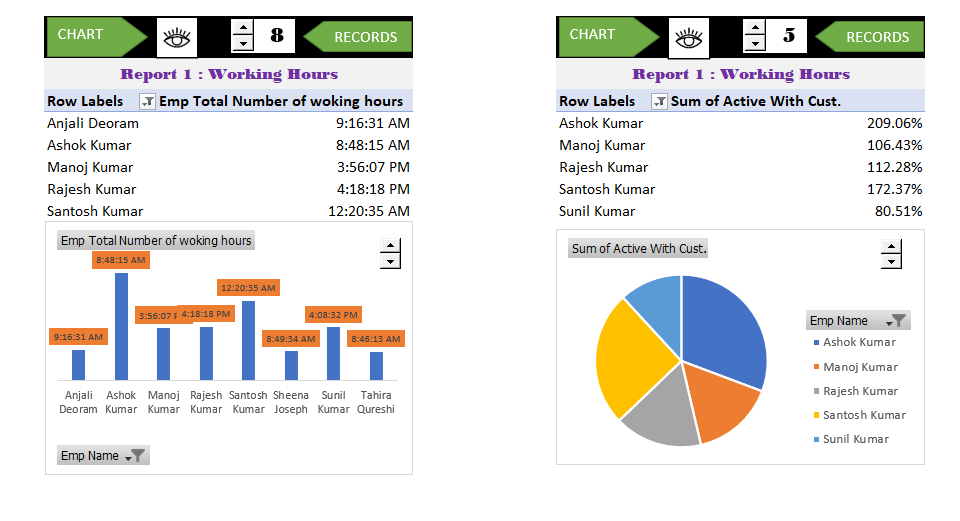 CHART
8
RECORDS
Report 1 : Working Hours
Row Labels Emp Total Number of woking hours
Anjali Deoram 9:16:31 AM
Ashok Kumar 8:48:15 AM
Manoj Kumar 3:56:07 PM
Rajesh Kumar 4:18:18 PM
Santosh Kumar 12:20:35 AM
Emp Total Number of woking hours
8:48:15 AM
12:20:35 AM
3:56:07 4:18:18 PM
4:08:32 PM
9:16:31 AM
8:49:34 AM
8:46:13 AM
Anjali Ashok Manoj Rajesh Santosh Sheena Sunil Tahira
Deoram Kumar Kumar Kumar Kumar Joseph Kumar Qureshi
Emp Name
CHART
5
RECORDS
Report 1 : Working Hours
Row Labels Sum of Active With Cust.
Ashok Kumar 209.06%
Manoj Kumar 106.43%
Rajesh Kumar 112.28%
Santosh Kumar 172.37%
Sunil Kumar 80.51%
Sum of Active With Cust.
Emp Name
Ashok Kumar
Manoj Kumar
Rajesh Kumar
Santosh Kumar
Sunil Kumar